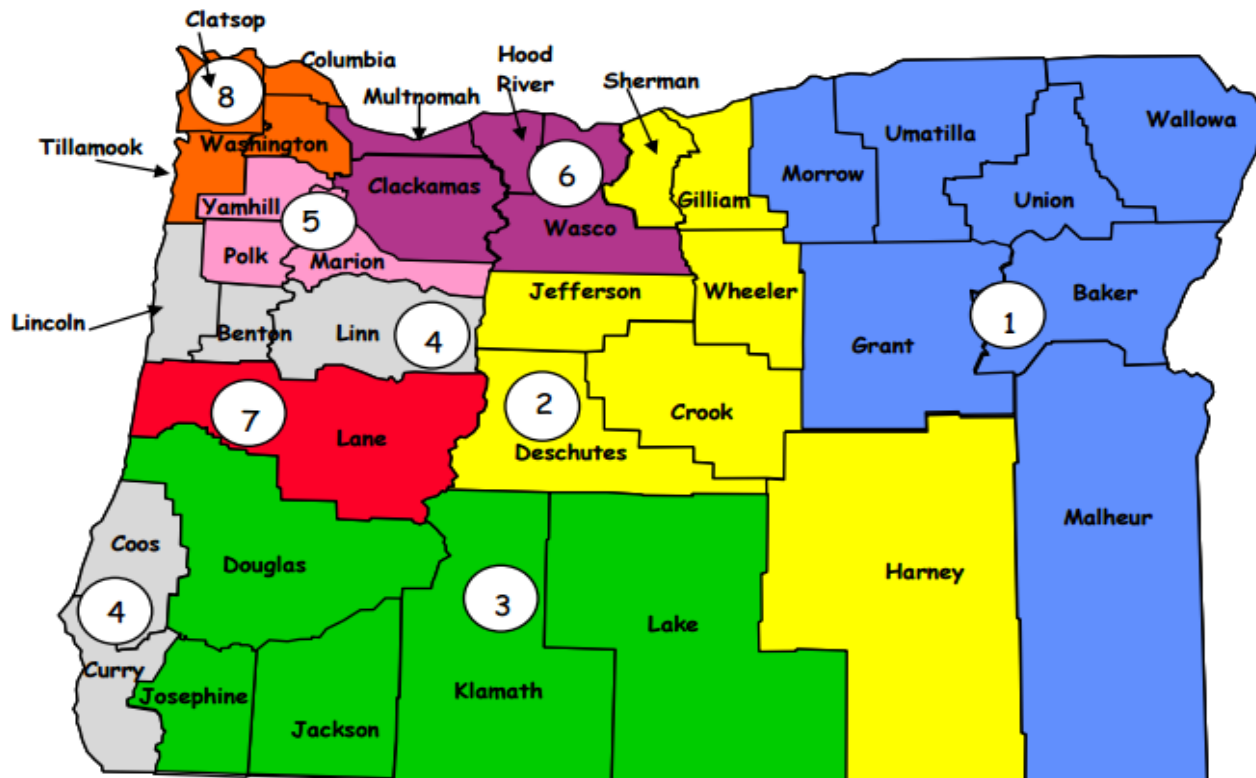 Clatsop
Columbia
Hood
River
Sherman
Multnomah
8
Tillamook
Washington
Umatilla
Wallowa
Morrow
Clackamas
6
Yamhill
Gilliam
Union
5
Wasco
Polk
Marion
Jefferson
Wheeler
Baker
Lincoln
Benton
Linn
4
Grant
1
7
Lane
2
Crook
Deschutes
Malheur
Coos
Douglas
Harney
4
3
Lake
Curry
Josephine
Klamath
Jackson